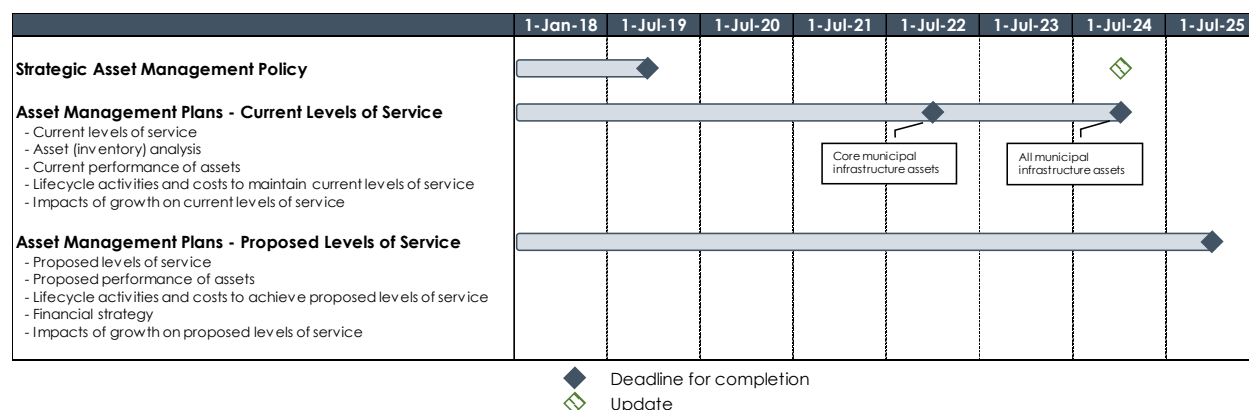 1-Jan-18 1-Jul-19 1-Jul-20 1-Jul-21 1-Jul-22 1-Jul-23 1-Jul-24 1-Jul-25
Strategic Asset Management Policy
Asset Management Plans - Current Levels of Service
- Current levels of service
- Asset (inventory) analysis
- Current performance of assets
- Lifecycle activities and costs to maintain current levels of service
- Impacts of growth on current levels of service
Core municipal
infrastructure assets
All municipal
infrastructure assets
Asset Management Plans - Proposed Levels of Service
- Proposed levels of service
- Proposed performance of assets
- Lifecycle activities and costs to achieve proposed levels of service
- Financial strategy
- Impacts of growth on proposed levels of service
Deadline for completion
Update